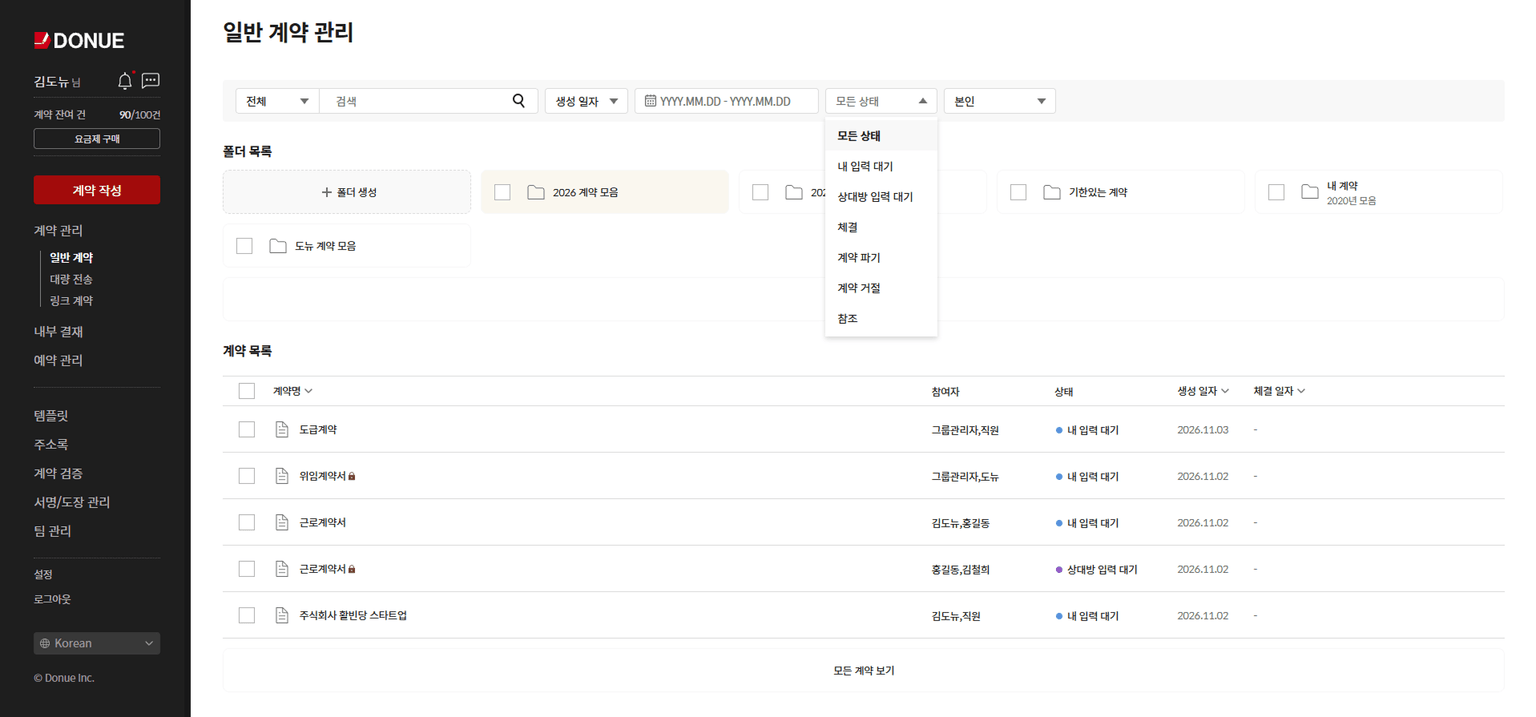 DONUE
김도뉴 님
계약 잔여 건 90/100건
요금제 구매
계약 작성
계약 관리
일반 계약
대량 전송
링크 계약
내부 결재
예약 관리
템플릿
주소록
계약 검증
서명/도장 관리
팀 관리
설정
로그아웃
Korean
© Donue Inc.
일반 계약 관리
전체 검색 생성 일자 YYYY.MM.DD - YYYY.MM.DD 모든 상태 본인
모든 상태
내 입력 대기
상대방 입력 대기
체결
계약 파기
계약 거절
참조
폴더 목록
폴더 생성 2026 계약 모음 기한있는 계약 내 계약
2020년 모음
도뉴 계약 모음
계약 목록
계약명 참여자 상태 생성 일자 체결 일자
도급계약 그룹관리자,직원 내 입력 대기 2026.11.03 -
위임계약서 그룹관리자,도뉴 내 입력 대기 2026.11.02 -
근로계약서 김도뉴,홍길동 내 입력 대기 2026.11.02 -
근로계약서 홍길동,김철희 상대방 입력 대기 2026.11.02 -
주식회사 활빈당 스타트업 김도뉴,직원 내 입력 대기 2026.11.02 -
모든 계약 보기